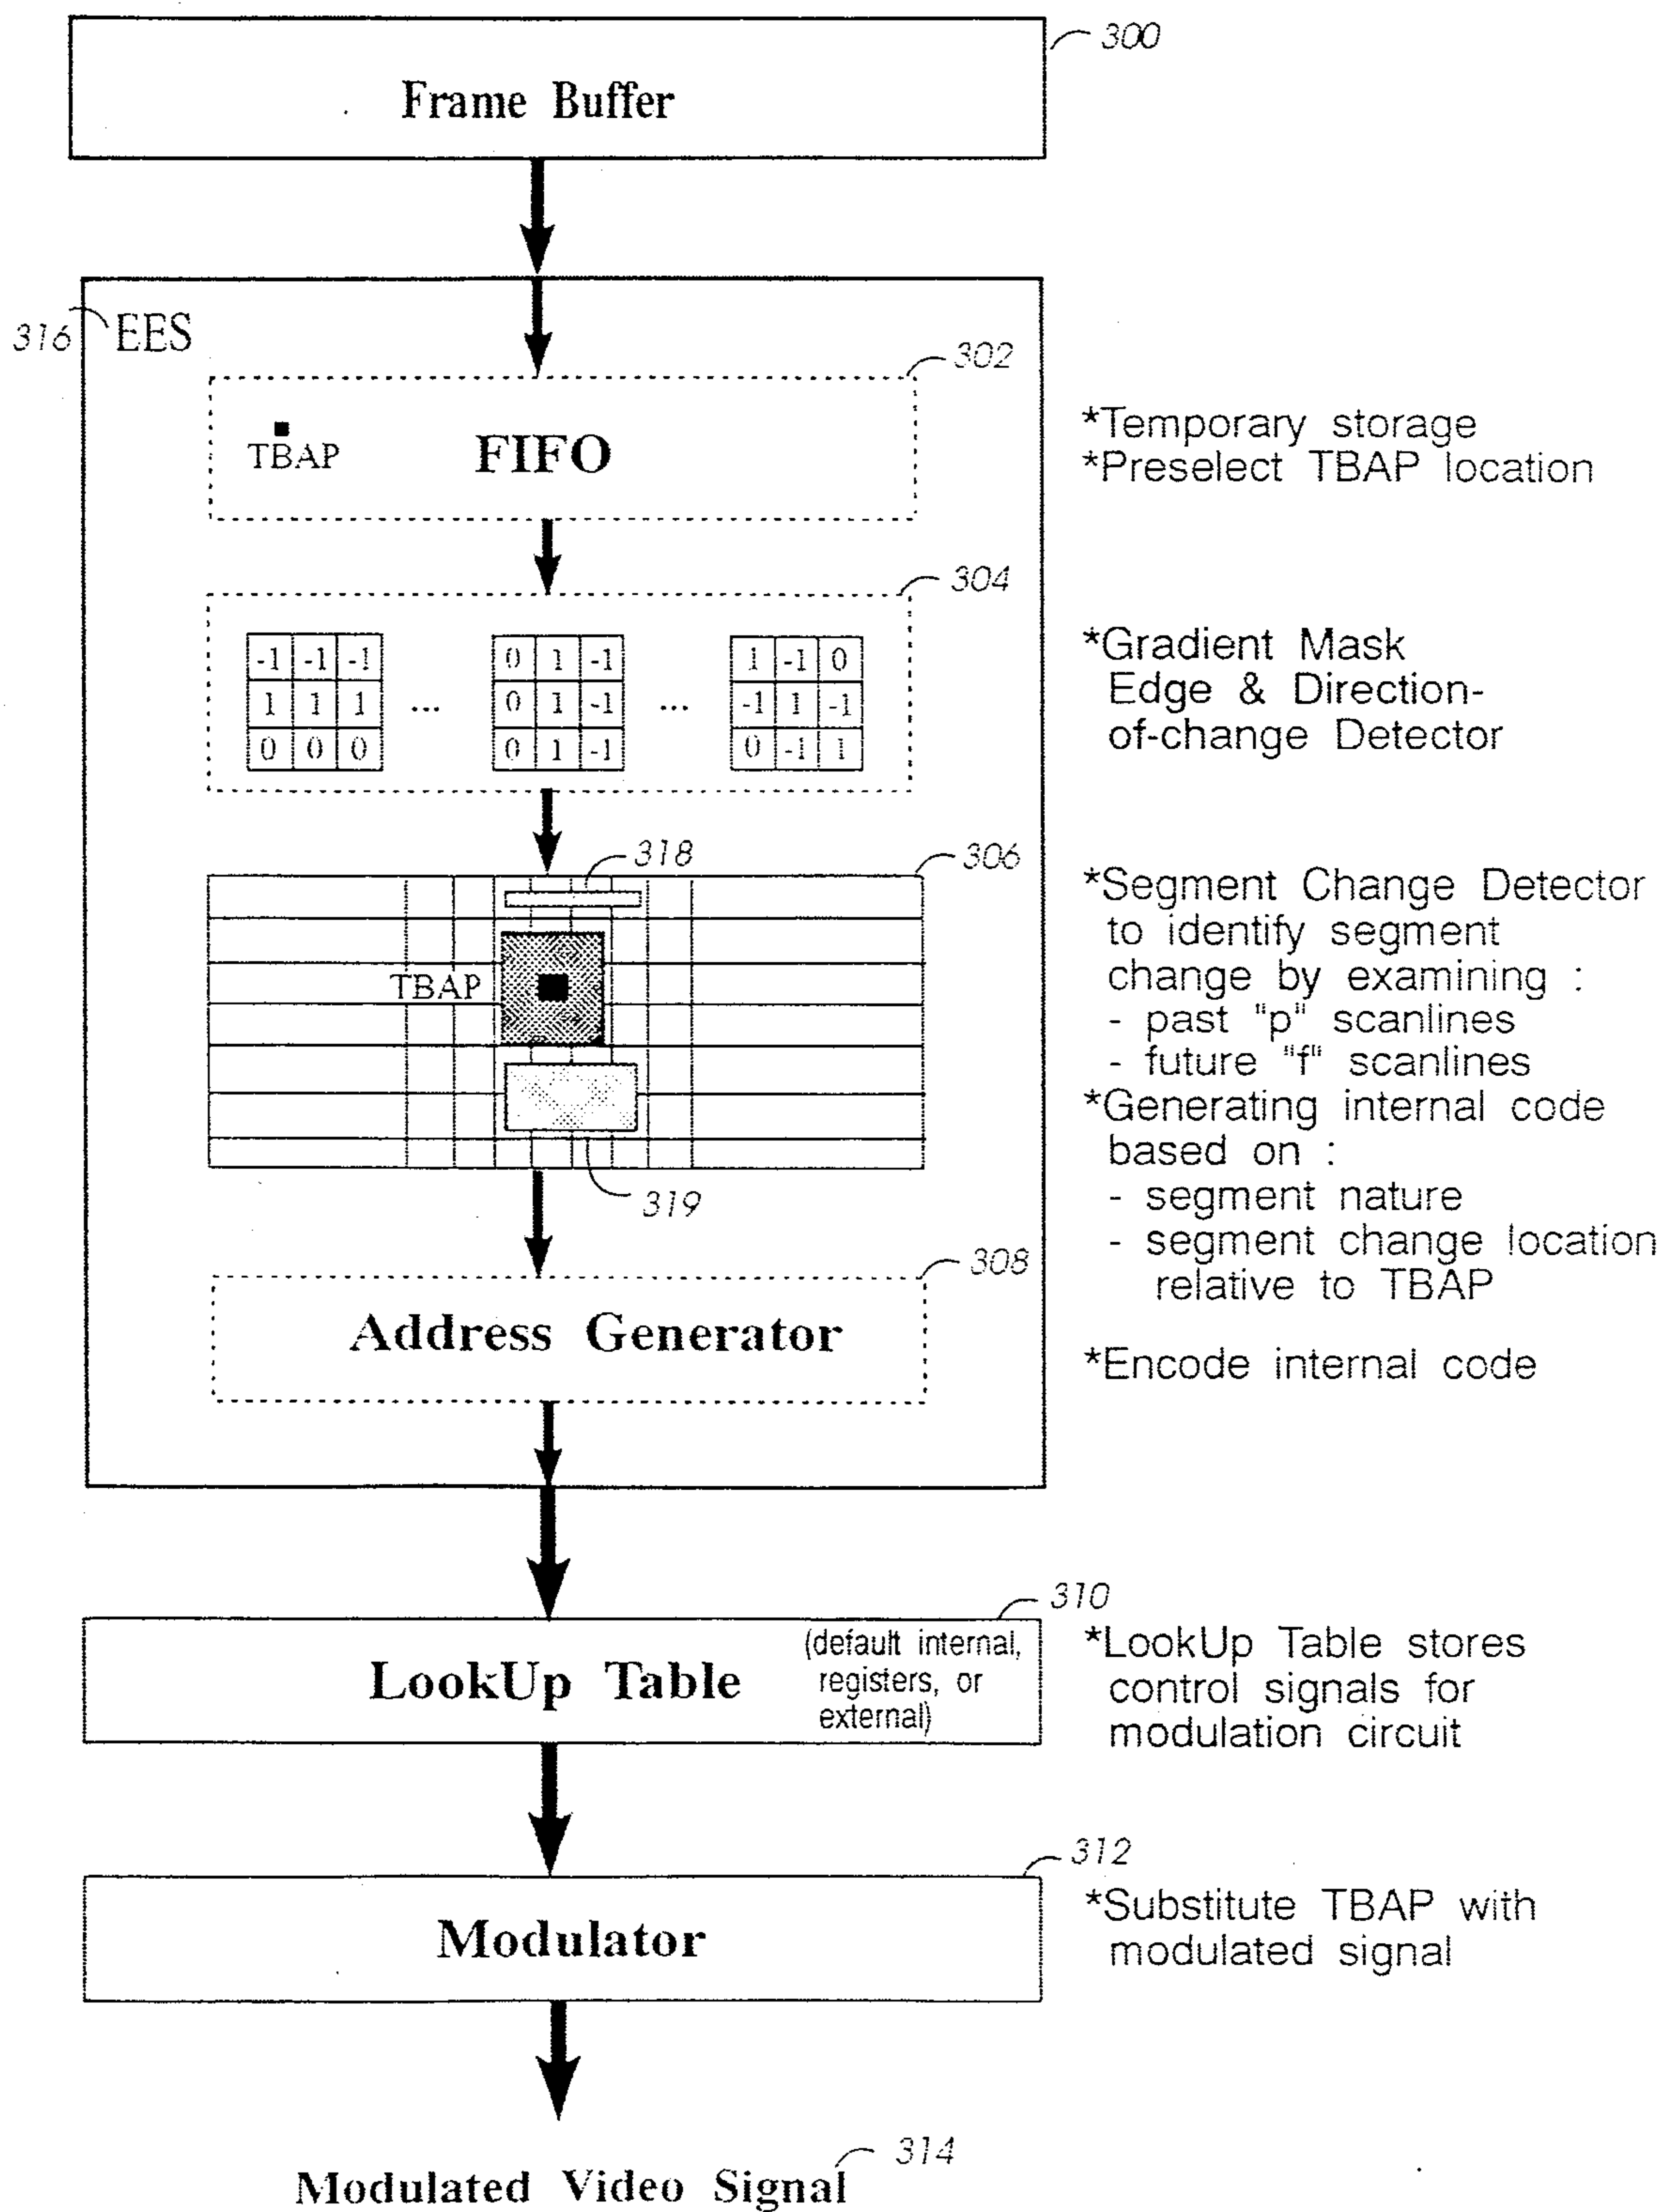 300
Frame Buffer
316
EES
302
TBAP
FIFO
*Temporary storage
*Preselect TBAP location
304
-1 -1 -1
1 1 1
0 0 0
...
0 1 -1
0 1 -1
0 1 -1
...
1 -1 0
-1 1 -1
0 -1 1
*Gradient Mask
Edge & Direction-
of-change Detector
318
306
TBAP
319
*Segment Change Detector
to identify segment
change by examining :
- past "p" scanlines
- future "f" scanlines
*Generating internal code
based on :
- segment nature
- segment change location
relative to TBAP
308
Address Generator
*Encode internal code
310
LookUp Table
(default internal,
registers, or
external)
*LookUp Table stores
control signals for
modulation circuit
312
Modulator
*Substitute TBAP with
modulated signal
314
Modulated Video Signal